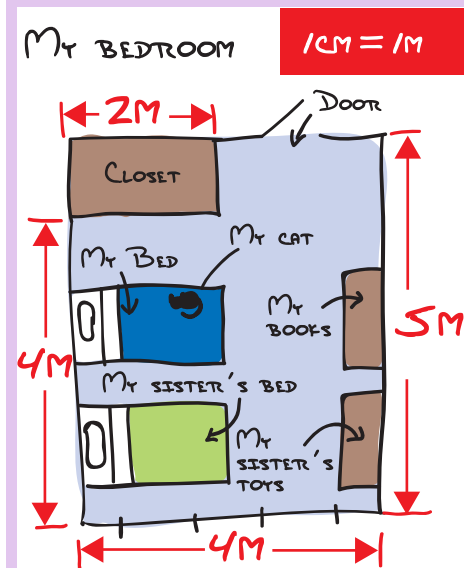 My BEDROOM
1CM = 1M
2M
DOOR
CLOSET
My CAT
My BED
My
BOOKS
5M
4M
My SISTER'S BED
My
SISTER'S
TOYS
4M